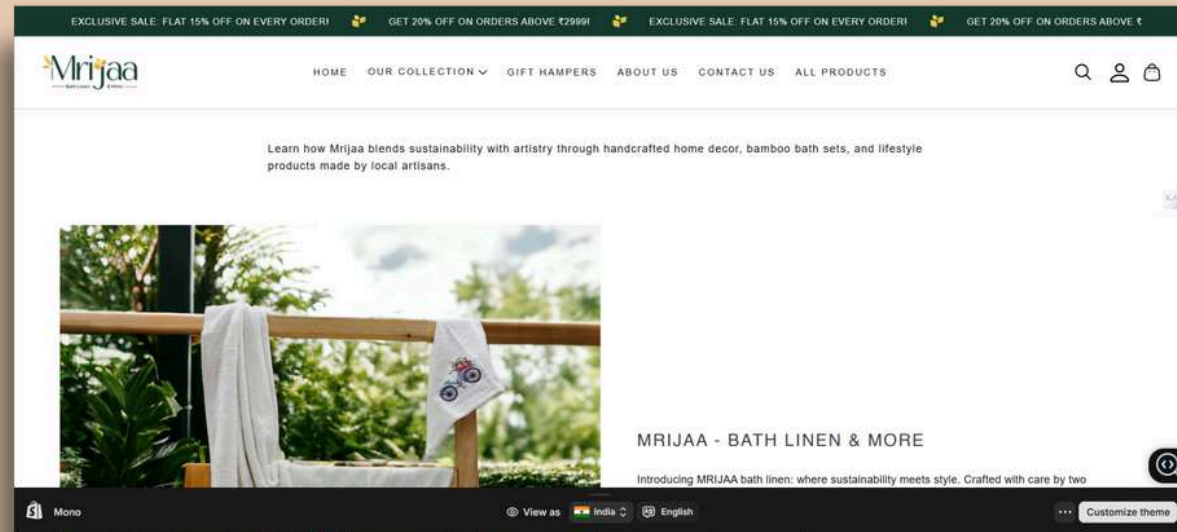 EXCLUSIVE SALE: FLAT 15% OFF ON EVERY ORDER! GET 20% OFF ON ORDERS ABOVE ₹2999! EXCLUSIVE SALE: FLAT 15% OFF ON EVERY ORDER! GET 20% OFF ON ORDERS ABOVE ₹
Mrijaa
Bath Linen & More
HOME OUR COLLECTION GIFT HAMPERS ABOUT US CONTACT US ALL PRODUCTS
Learn how Mrijaa blends sustainability with artistry through handcrafted home decor, bamboo bath sets, and lifestyle
products made by local artisans.
MRIJAA - BATH LINEN & MORE
Introducing MRIJAA bath linen: where sustainability meets style. Crafted with care by two
Mono View as India English Customize theme